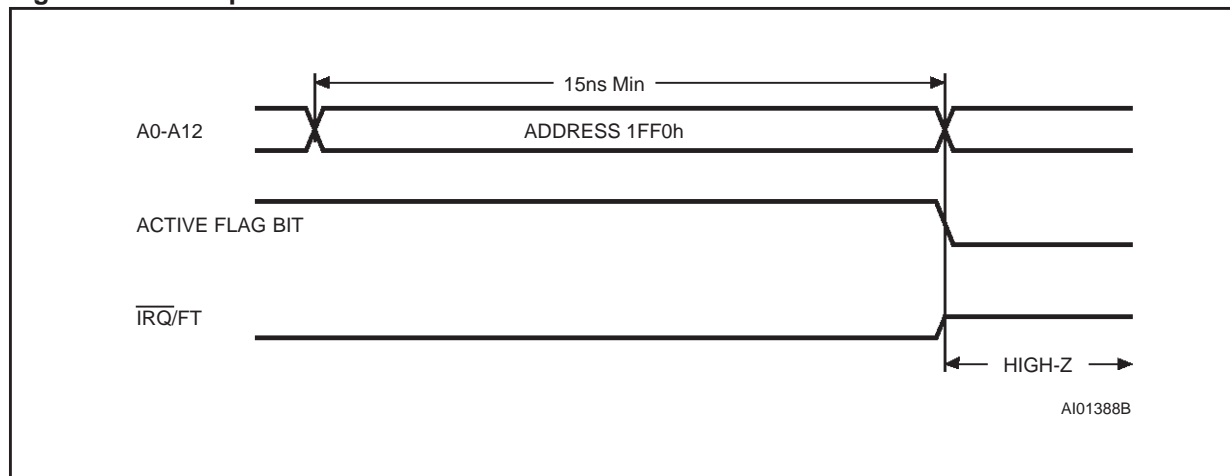 15ns Min
A0-A12
ADDRESS 1FF0h
ACTIVE FLAG BIT
IRQ/FT
HIGH-Z
AI01388B